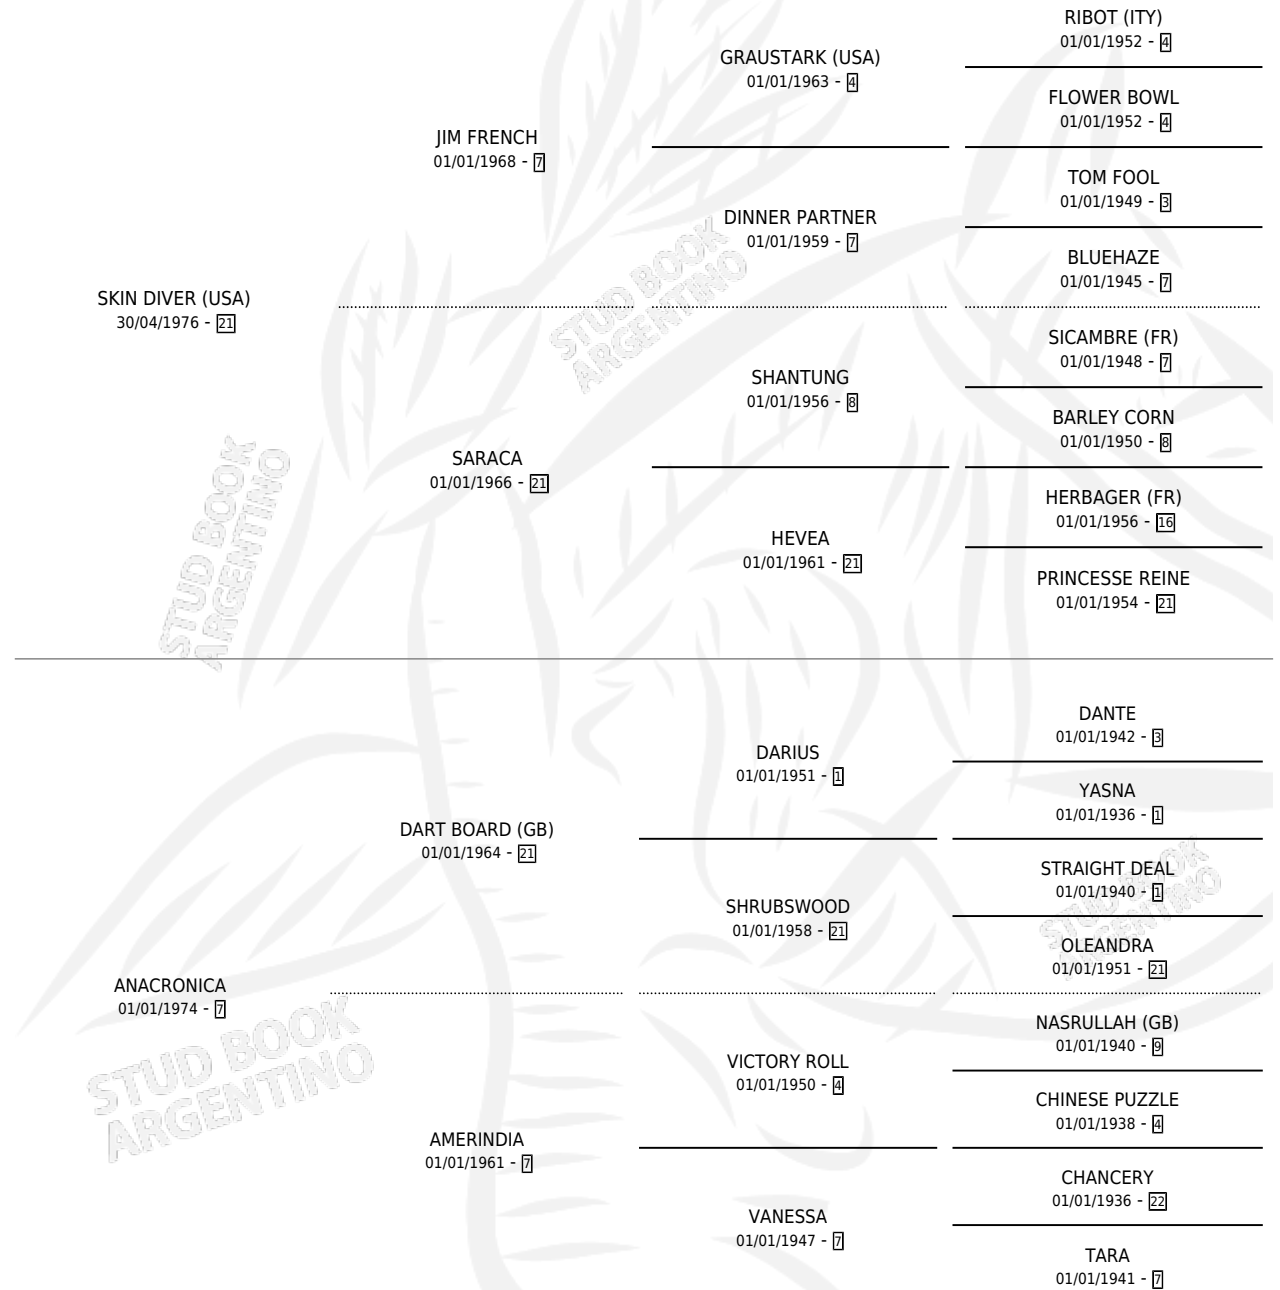 RIBOT (ITY)
01/01/1952 - 4
GRAUSTARK (USA)
01/01/1963 - 4
FLOWER BOWL
01/01/1952 - 4
JIM FRENCH
01/01/1968 - 7
TOM FOOL
01/01/1949 - 3
DINNER PARTNER
01/01/1959 - 7
BLUEHAZE
01/01/1945 - 7
SKIN DIVER (USA)
30/04/1976 - 21
SICAMBRE (FR)
01/01/1948 - 7
SHANTUNG
01/01/1956 - 8
BARLEY CORN
01/01/1950 - 8
SARACA
01/01/1966 - 21
HERBAGER (FR)
01/01/1956 - 16
HEVEA
01/01/1961 - 21
PRINCESSE REINE
01/01/1954 - 21
DANTE
01/01/1942 - 3
DARIUS
01/01/1951 - 1
YASNA
01/01/1936 - 1
DART BOARD (GB)
01/01/1964 - 21
STRAIGHT DEAL
01/01/1940 - 1
SHRUBSWOOD
01/01/1958 - 21
OLEANDRA
01/01/1951 - 21
ANACRONICA
01/01/1974 - 7
NASRULLAH (GB)
01/01/1940 - 9
VICTORY ROLL
01/01/1950 - 4
CHINESE PUZZLE
01/01/1938 - 4
AMERINDIA
01/01/1961 - 7
CHANCERY
01/01/1936 - 22
VANESSA
01/01/1947 - 7
TARA
01/01/1941 - 7
STUD BOOK
ARGENTINO
STUD BOOK
ARGENTINO
STUD BOOK
ARGENTINO
STUD BOOK
ARGENTINO